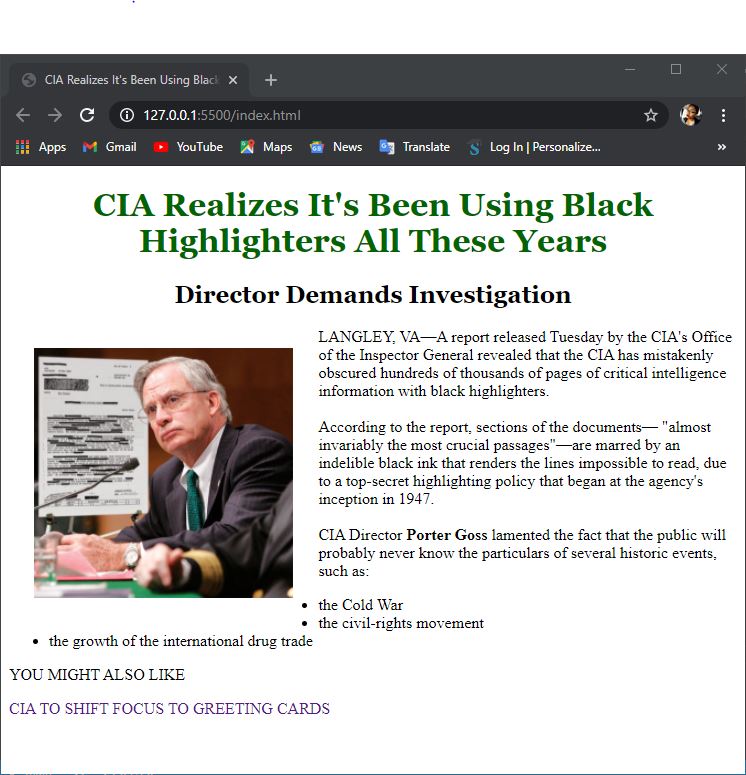 CIA Realizes It's Been Using Black
127.0.0.1:5500/index.html
Apps Gmail YouTube Maps News Translate Log In | Personalize... »
CIA Realizes It's Been Using Black
Highlighters All These Years
Director Demands Investigation
LANGLEY, VA—A report released Tuesday by the CIA's Office
of the Inspector General revealed that the CIA has mistakenly
obscured hundreds of thousands of pages of critical intelligence
information with black highlighters.
According to the report, sections of the documents— "almost
invariably the most crucial passages"—are marred by an
indelible black ink that renders the lines impossible to read, due
to a top-secret highlighting policy that began at the agency's
inception in 1947.
CIA Director Porter Goss lamented the fact that the public will
probably never know the particulars of several historic events,
such as:
• the Cold War
• the civil-rights movement
• the growth of the international drug trade
YOU MIGHT ALSO LIKE
CIA TO SHIFT FOCUS TO GREETING CARDS